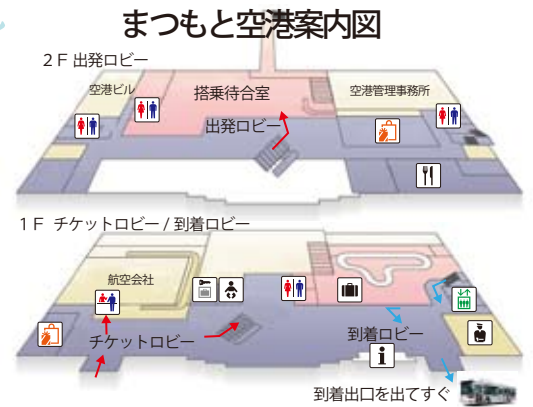 まつもと空港案内図
２Ｆ 出発ロビー
空港ビル
搭乗待合室
空港管理事務所
出発ロビー
１Ｆ チケットロビー / 到着ロビー
航空会社
チケットロビー
到着ロビー
i
到着出口を出てすぐ